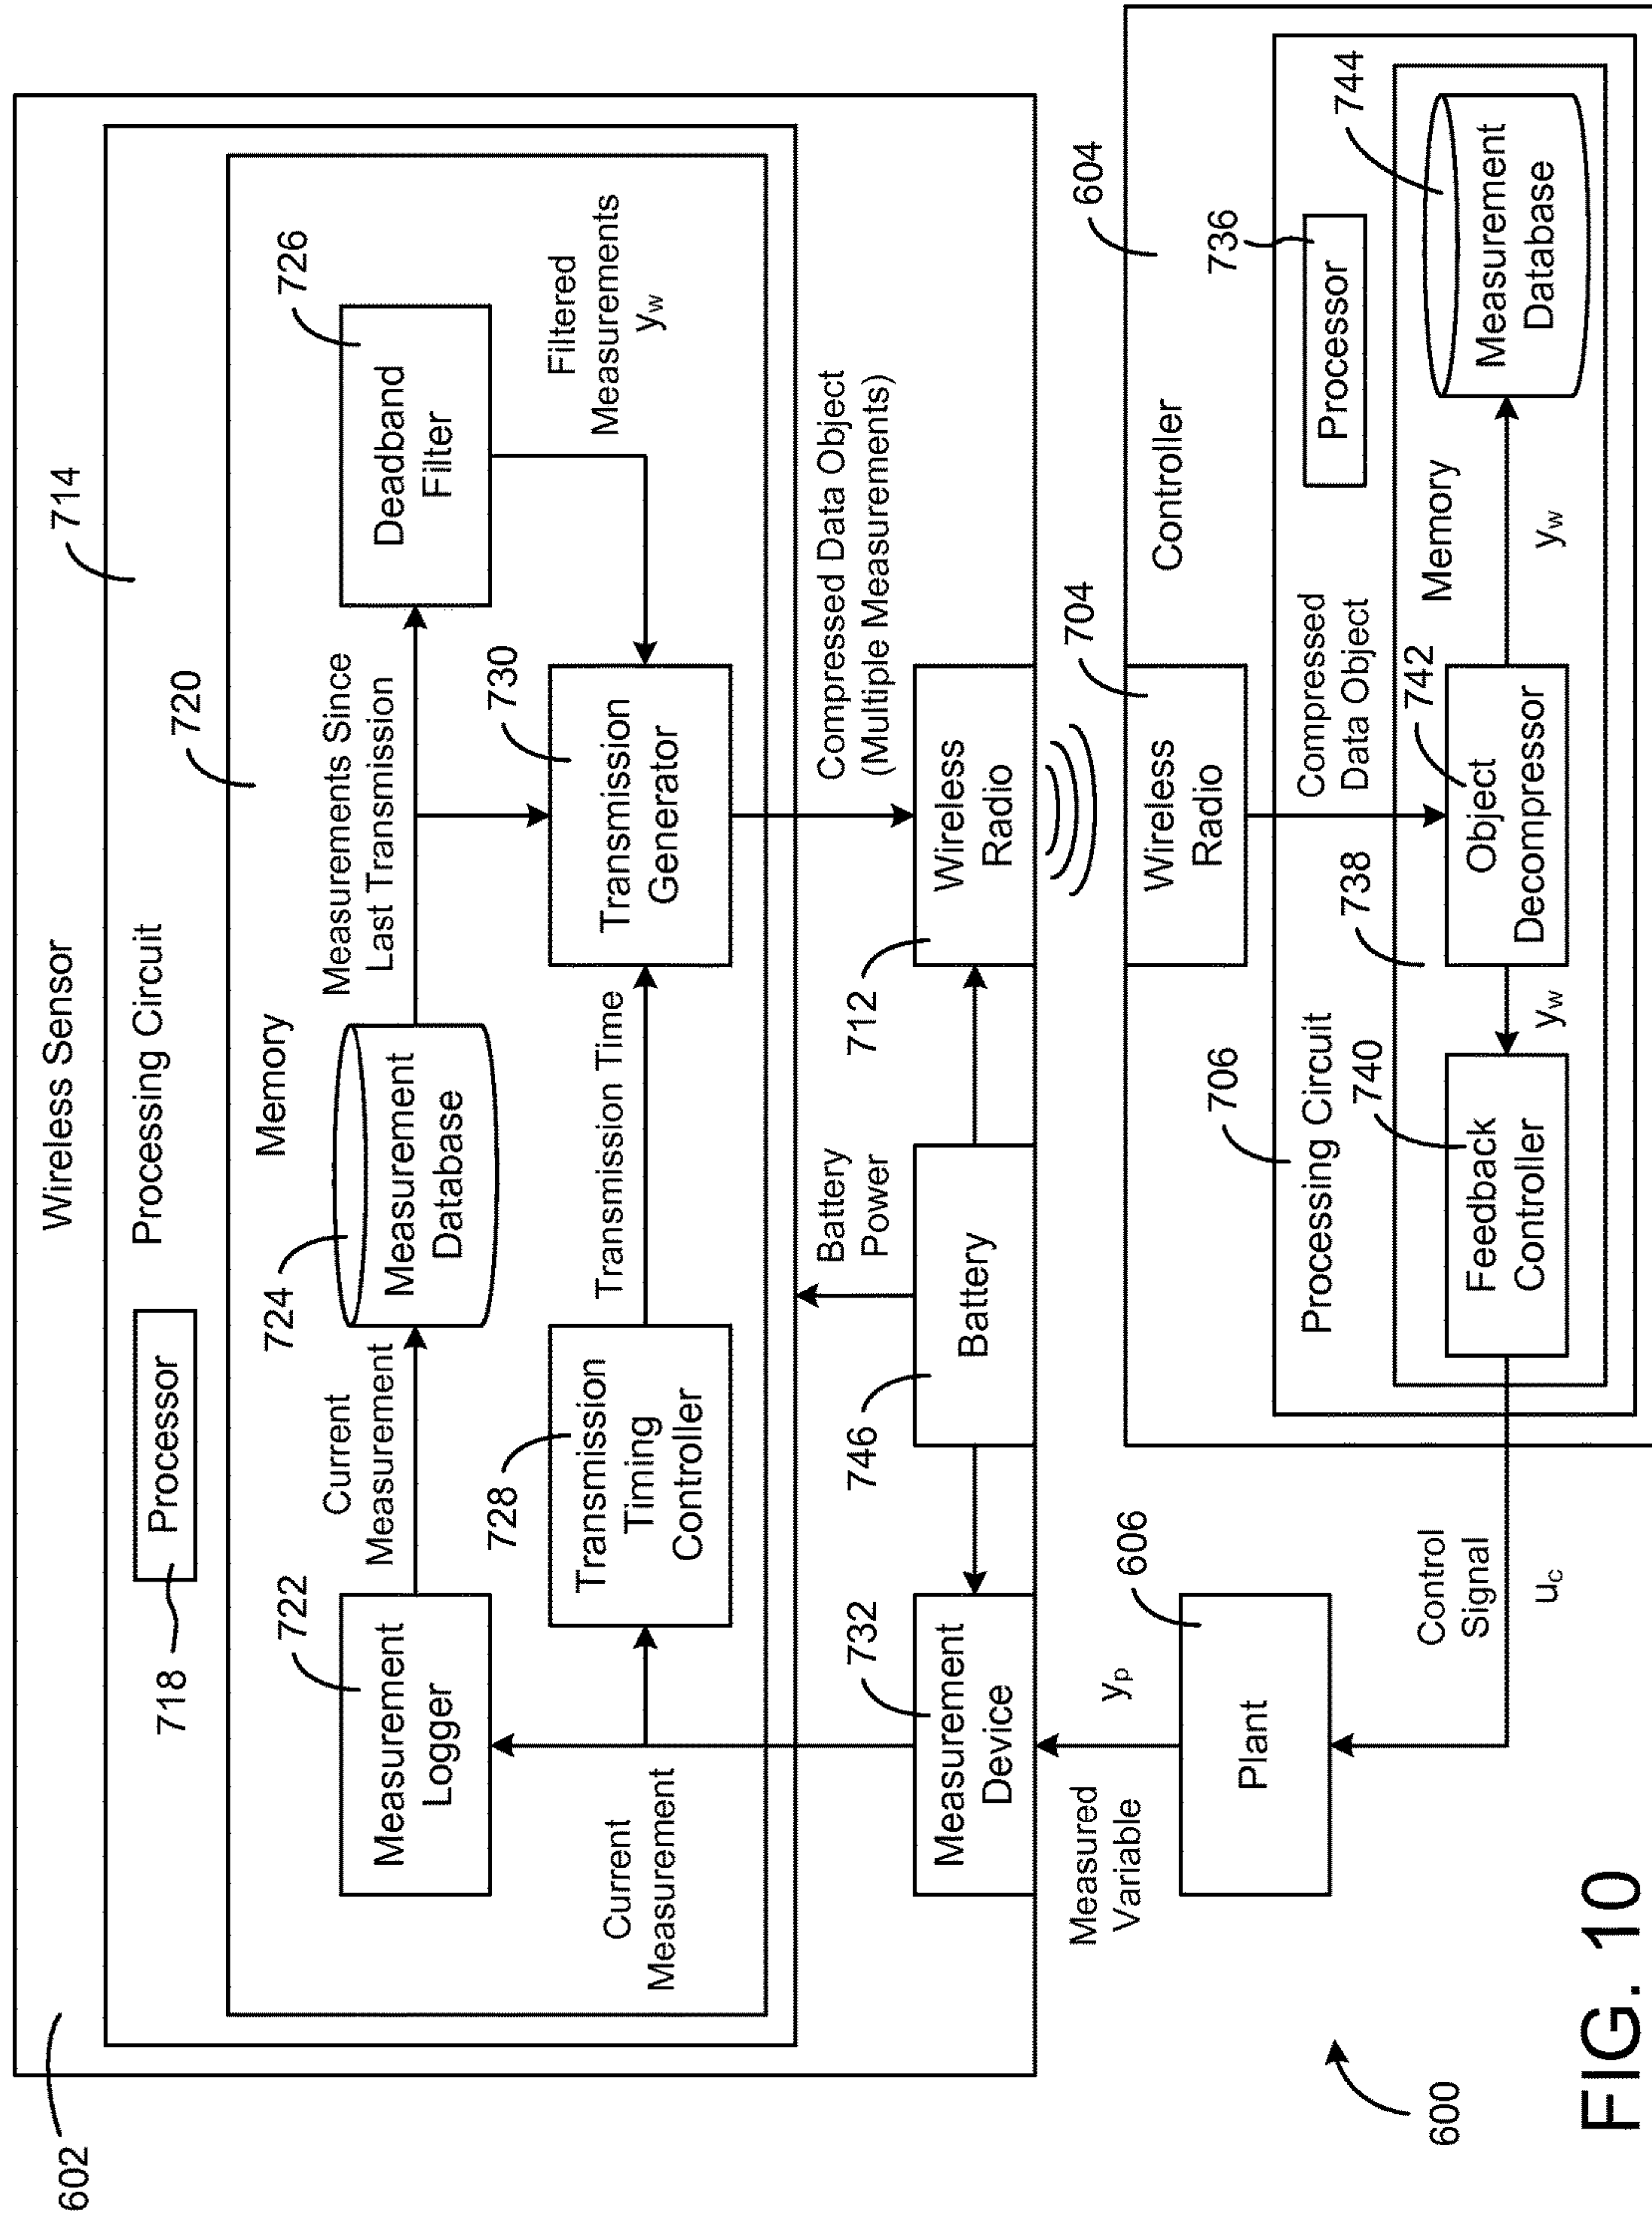 602
Wireless Sensor
714
Processing Circuit
718
Processor
720
Memory
722
Measurement
Logger
Current
Measurement
724
Measurement
Database
Measurements Since
Last Transmission
726
Deadband
Filter
Current
Measurement
728
Transmission
Timing
Controller
Transmission Time
730
Transmission
Generator
Filtered
Measurements
yw
Battery
Power
Compressed Data Object
(Multiple Measurements)
732
Measurement
Device
746
Battery
712
Wireless
Radio
Measured
Variable
yp
606
Plant
Control
Signal
uc
604
Controller
704
Wireless
Radio
706
Processing Circuit
Compressed
Data Object
736
Processor
738
Memory
740
Feedback
Controller
yw
742
Object
Decompressor
yw
744
Measurement
Database
600
FIG. 10